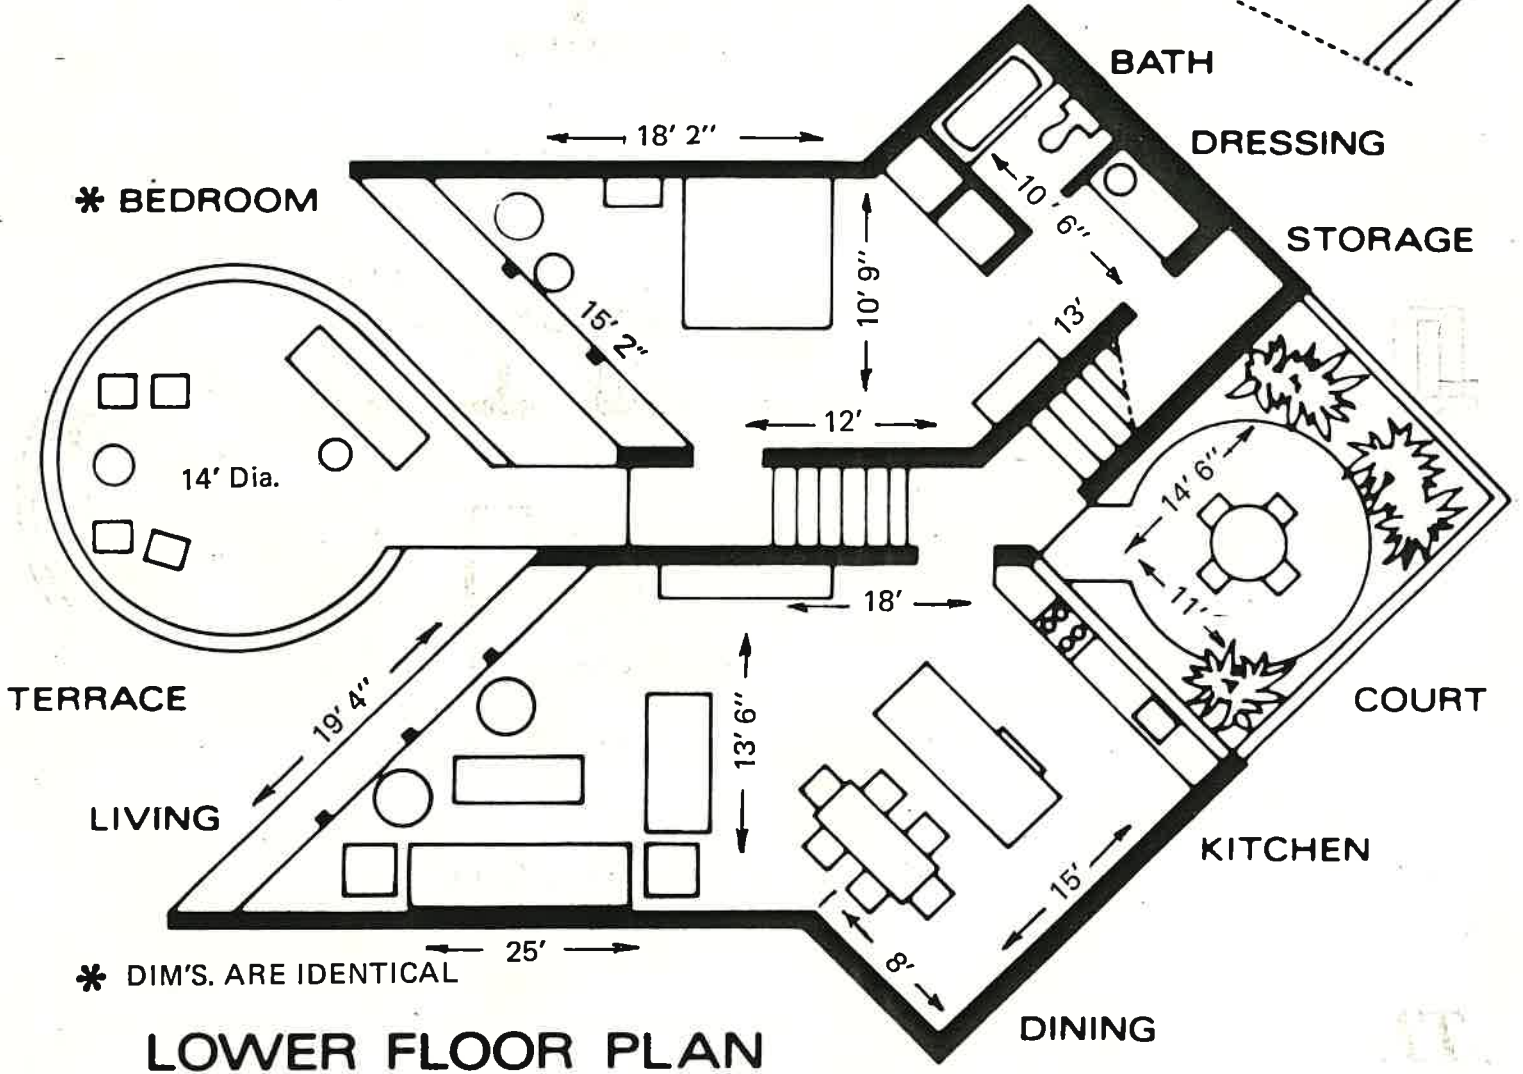 BATH
DRESSING
STORAGE
18' 2"
* BEDROOM
10' 6"
10' 9"
15' 2"
13'
12'
14' Dia.
14' 6"
11'
18'
TERRACE
19' 4"
13' 6"
COURT
LIVING
KITCHEN
15'
8'
25'
* DIM'S. ARE IDENTICAL
DINING
LOWER FLOOR PLAN